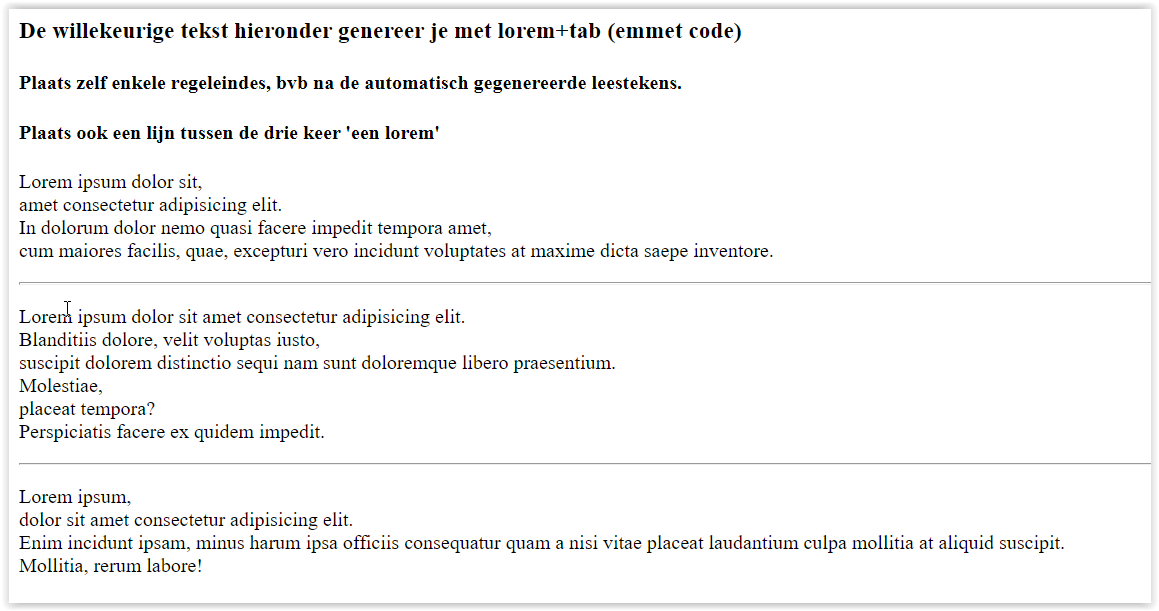 De willekeurige tekst hieronder genereer je met lorem+tab (emmet code)
Plaats zelf enkele regeleindes, bvb na de automatisch gegenereerde leestekens.
Plaats ook een lijn tussen de drie keer 'een lorem'
Lorem ipsum dolor sit,
amet consectetur adipisicing elit.
In dolorum dolor nemo quasi facere impedit tempora amet,
cum maiores facilis, quae, excepturi vero incidunt voluptates at maxime dicta saepe inventore.
Lorem ipsum dolor sit amet consectetur adipisicing elit.
Blanditiis dolore, velit voluptas iusto,
suscipit dolorem distinctio sequi nam sunt doloremque libero praesentium.
Molestiae,
placeat tempora?
Perspiciatis facere ex quidem impedit.
Lorem ipsum,
dolor sit amet consectetur adipisicing elit.
Enim incidunt ipsam, minus harum ipsa officiis consequatur quam a nisi vitae placeat laudantium culpa mollitia at aliquid suscipit.
Mollitia, rerum labore!